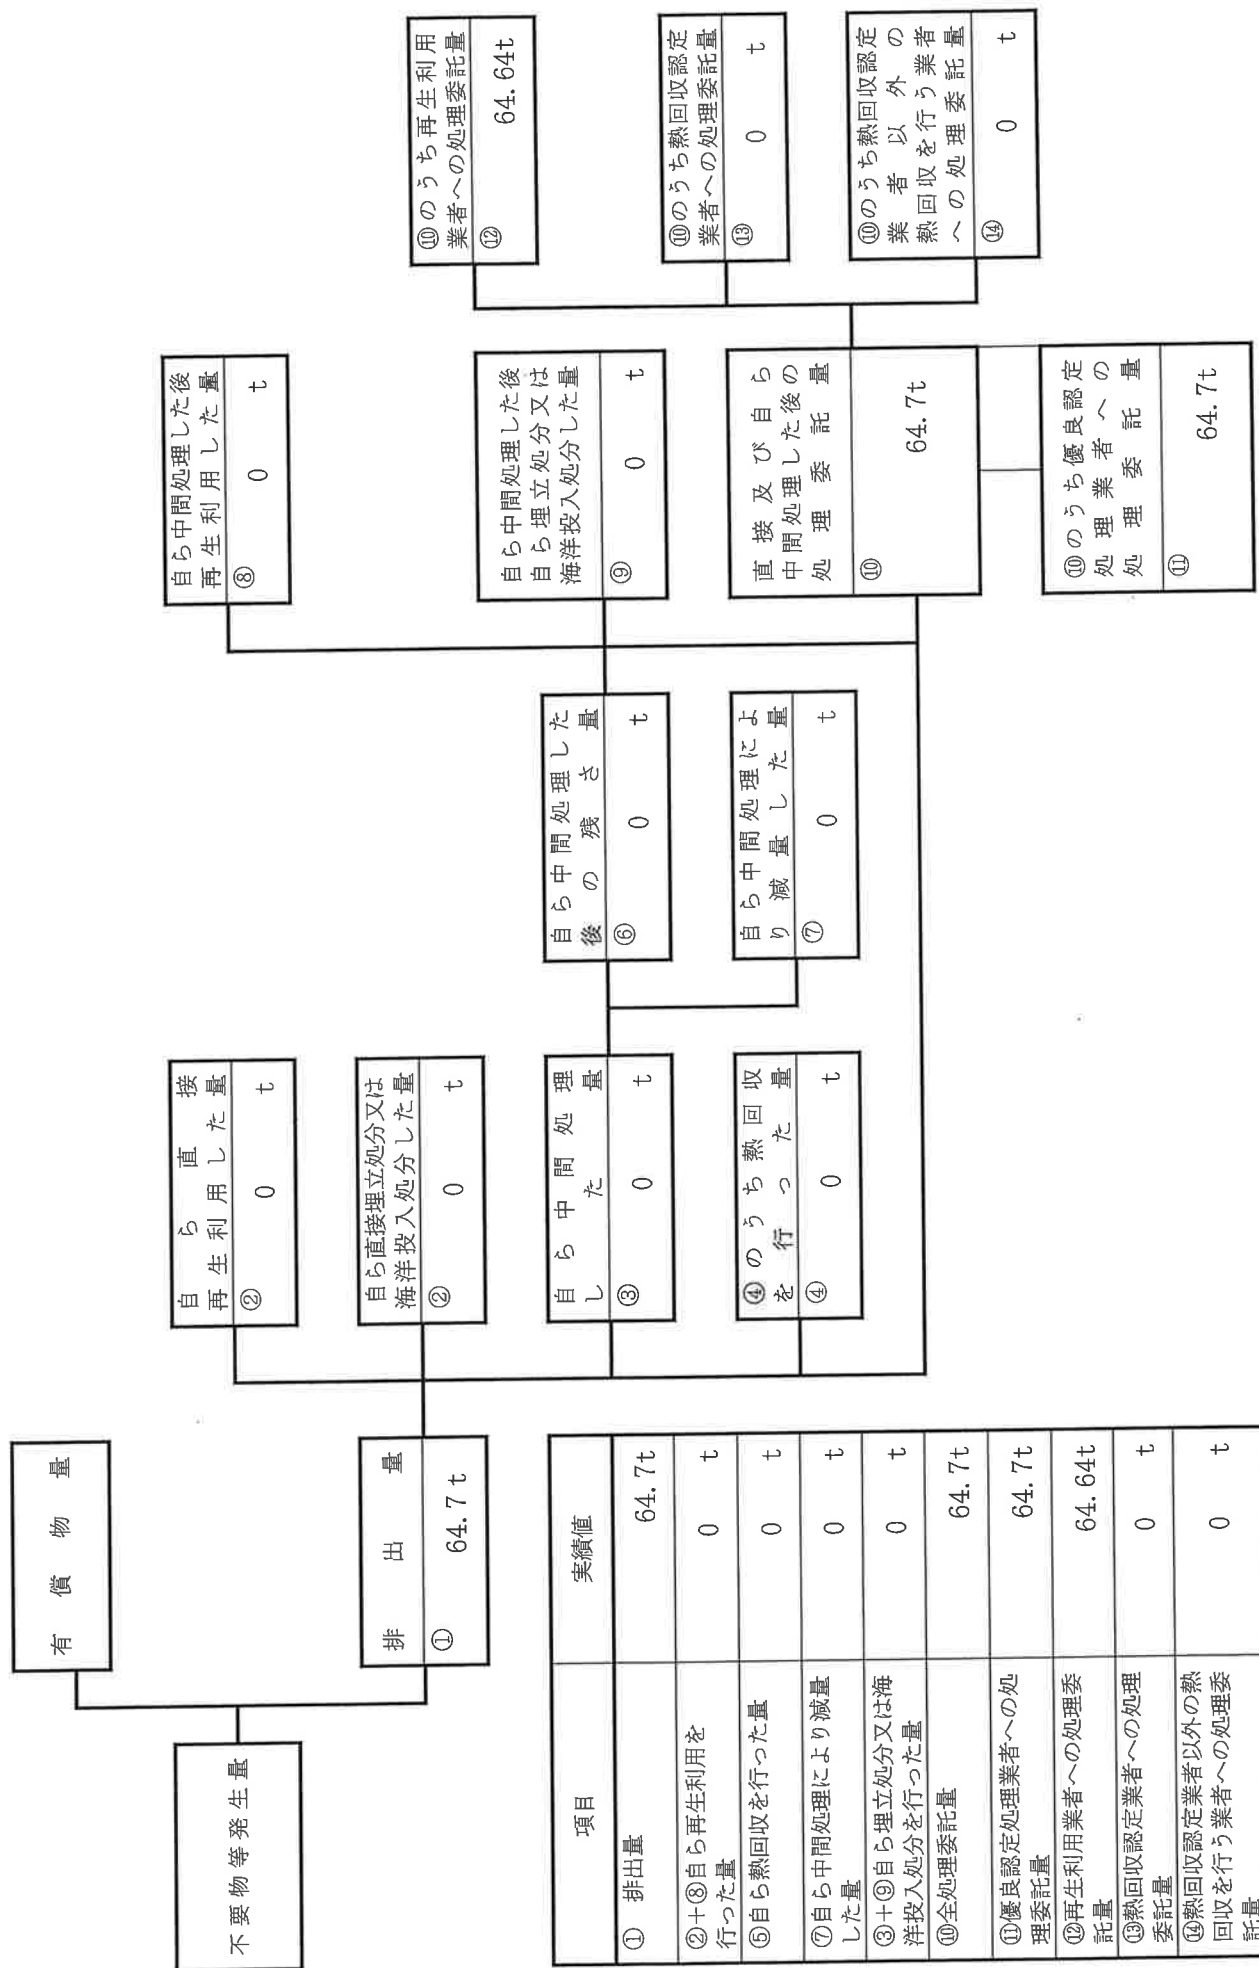 不要物等発生量
有償物量
排出量
① 64.7 t
自ら直接
再生利用した量
② 0 t
自ら直接埋立処分又は
海洋投入処分した量
② 0 t
自ら中間処理
した量
③ 0 t
④のうち熱回収
を行った量
④ 0 t
自ら中間処理した
後の残さ量
⑥ 0 t
自ら中間処理によ
り減量した量
⑦ 0 t
自ら中間処理した後
再生利用した量
⑧ 0 t
自ら中間処理した後
自ら埋立処分又は
海洋投入処分した量
⑨ 0 t
直接及び自ら
中間処理した後の
処理委託量
⑩ 64.7t
⑩のうち優良認定
処理業者への
処理委託量
⑪ 64.7t
⑩のうち再生利用
業者への処理委託量
⑫ 64.64t
⑩のうち熱回収認定
業者への処理委託量
⑬ 0 t
⑩のうち熱回収認定
業者以外の
熱回収を行う業者
への処理委託量
⑭ 0 t
項目 実績値
① 排出量 64.7t
②+⑧自ら再生利用を
行った量 0 t
⑤自ら熱回収を行った量 0 t
⑦自ら中間処理により減量
した量 0 t
③+⑨自ら埋立処分又は海
洋投入処分を行った量 0 t
⑩全処理委託量 64.7t
⑪優良認定処理業者への処
理委託量 64.7t
⑫再生利用業者への処理委
託量 64.64t
⑬熱回収認定業者への処理
委託量 0 t
⑭熱回収認定業者以外の熱
回収を行う業者への処理委
託量 0 t